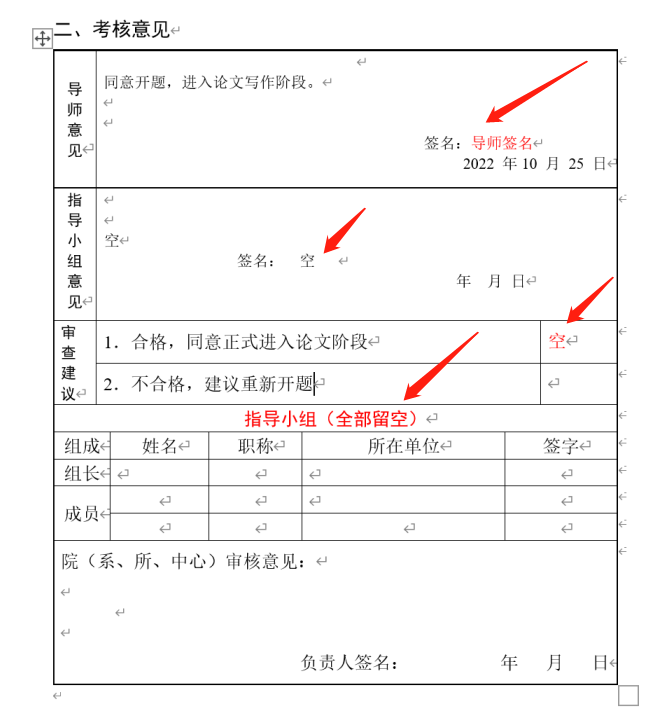 二、考核意见
导师意见
同意开题，进入论文写作阶段。
签名：导师签名
2022 年 10 月 25 日
指导小组意见
空
签名： 空
年 月 日
审查建议
1．合格，同意正式进入论文阶段
空
2．不合格，建议重新开题
指导小组（全部留空）
组成 姓名 职称 所在单位 签字
组长
成员
院（系、所、中心）审核意见：
负责人签名： 年 月 日